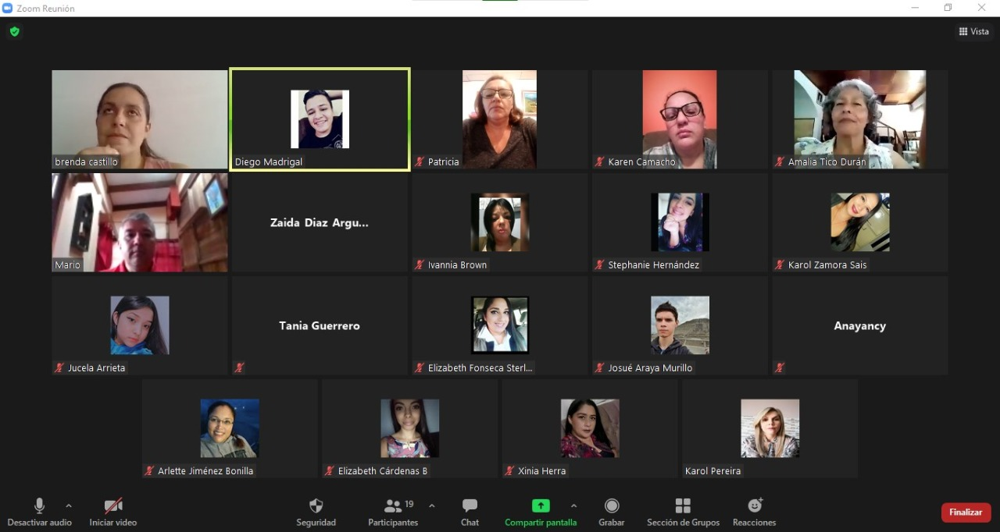 Zoom Reunión
Vista
brenda castillo
Diego Madrigal
Patricia
Karen Camacho
Amalia Tico Durán
Mario
Zaida Diaz Argu...
Ivannia Brown
Stephanie Hernández
Karol Zamora Sais
Jucela Arrieta
Tania Guerrero
Elizabeth Fonseca Sterl...
Josué Araya Murillo
Anayancy
Arlette Jiménez Bonilla
Elizabeth Cárdenas B
Xinia Herra
Karol Pereira
Desactivar audio
Iniciar video
Seguridad
Participantes
19
Chat
Compartir pantalla
Grabar
Sección de Grupos
Reacciones
Finalizar